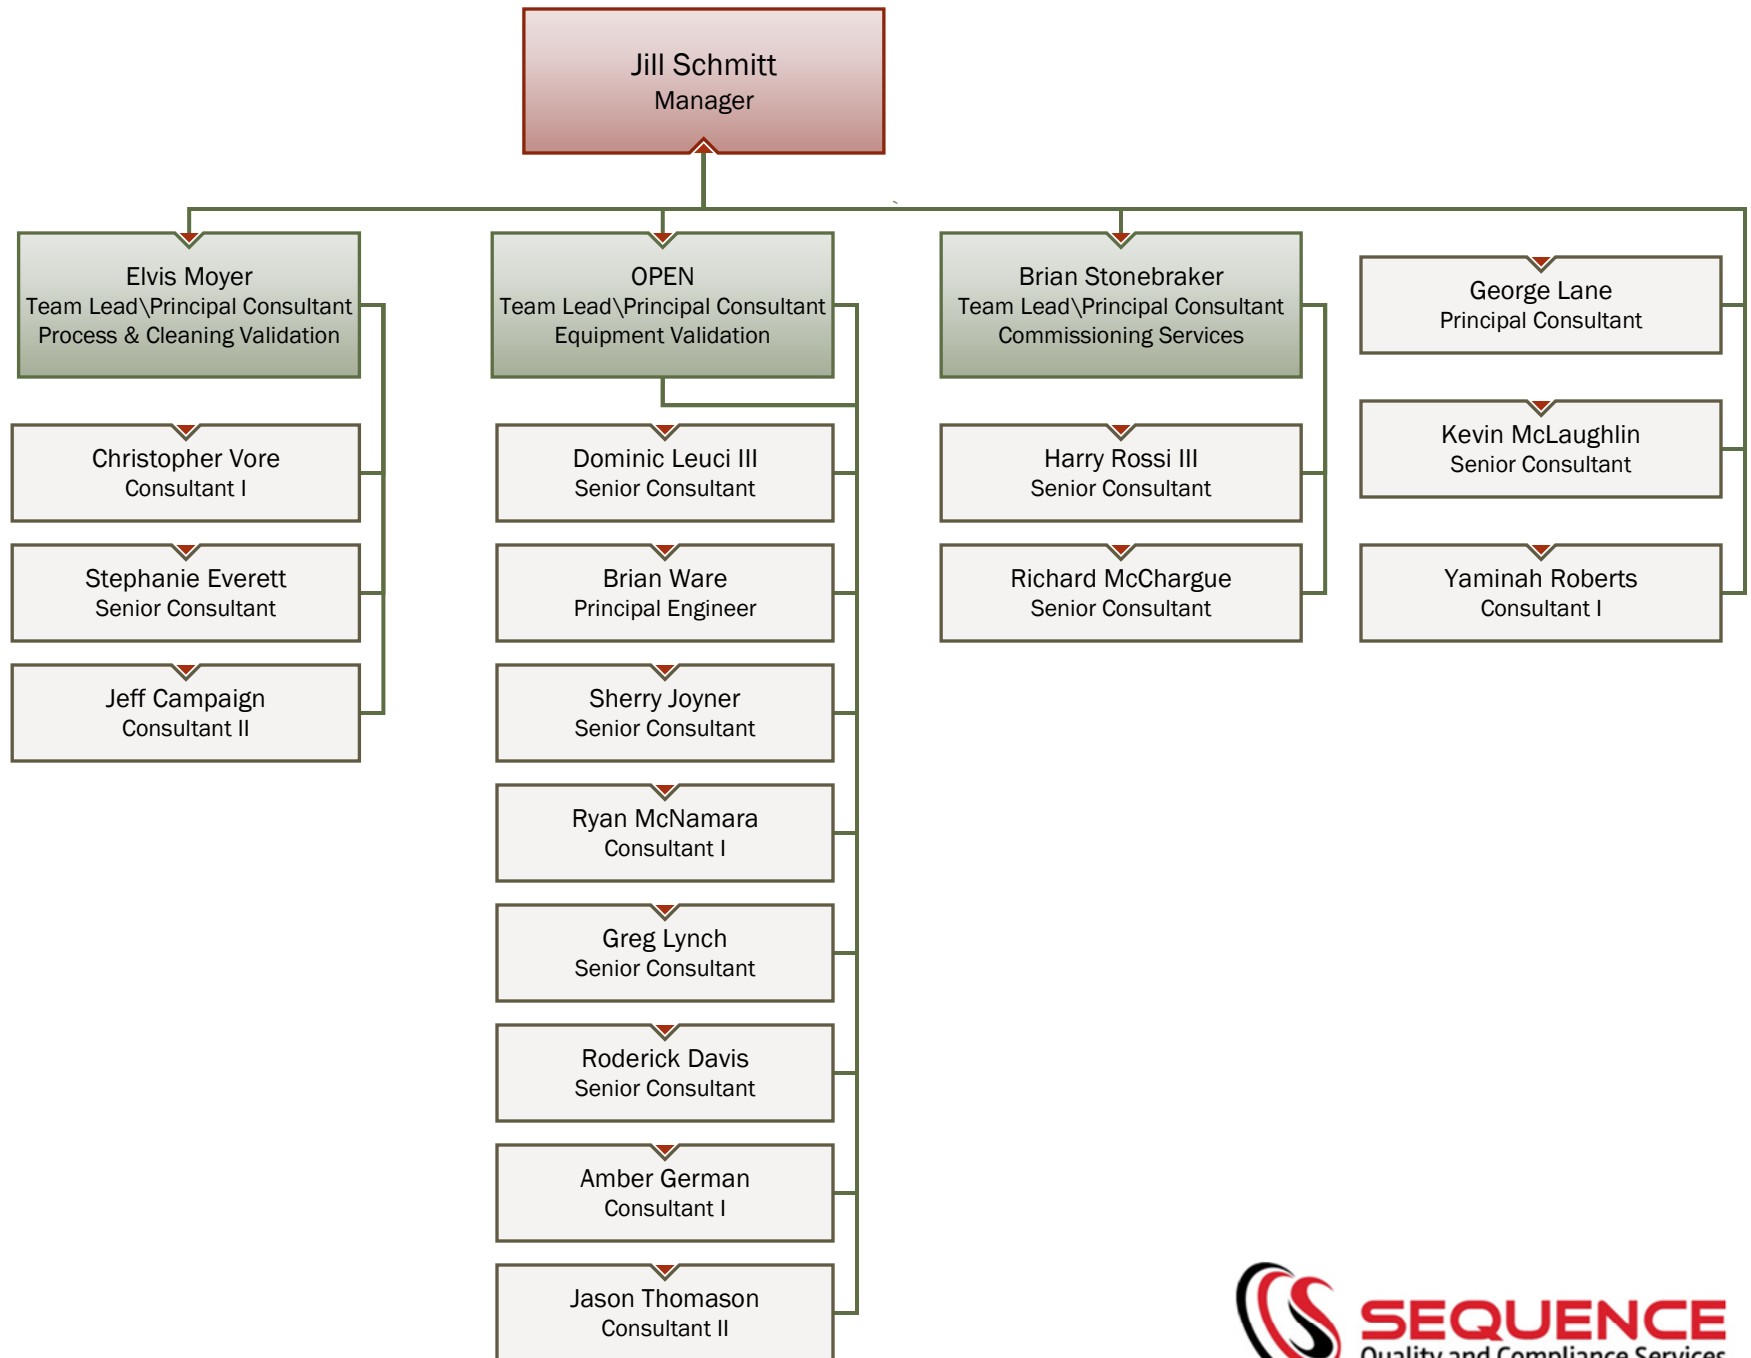 Jill Schmitt
Manager
Elvis Moyer
Team Lead\Principal Consultant
Process & Cleaning Validation
OPEN
Team Lead\Principal Consultant
Equipment Validation
Brian Stonebraker
Team Lead\Principal Consultant
Commissioning Services
George Lane
Principal Consultant
Christopher Vore
Consultant I
Dominic Leuci III
Senior Consultant
Harry Rossi III
Senior Consultant
Kevin McLaughlin
Senior Consultant
Stephanie Everett
Senior Consultant
Brian Ware
Principal Engineer
Richard McChargue
Senior Consultant
Yaminah Roberts
Consultant I
Jeff Campaign
Consultant II
Sherry Joyner
Senior Consultant
Ryan McNamara
Consultant I
Greg Lynch
Senior Consultant
Roderick Davis
Senior Consultant
Amber German
Consultant I
Jason Thomason
Consultant II
SEQUENCE
Quality and Compliance Services